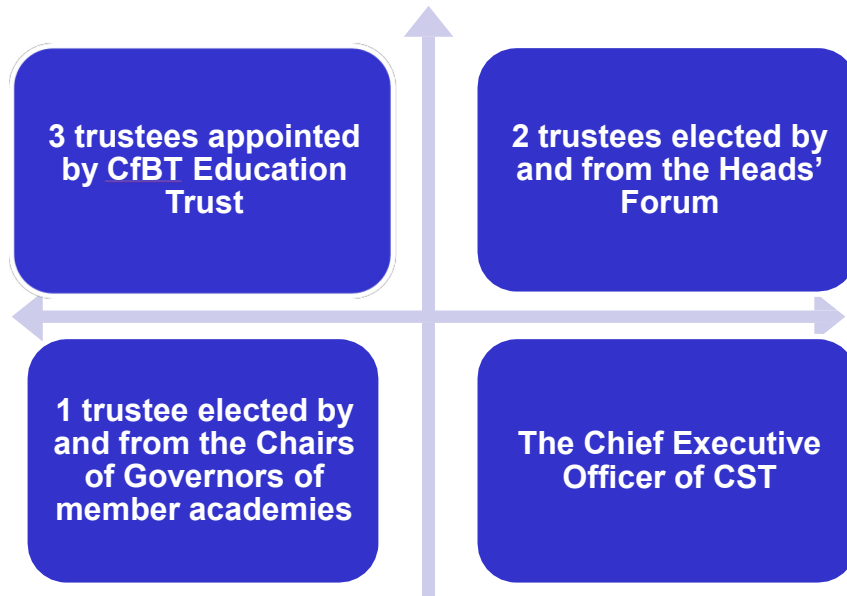 3 trustees appointed
by CfBT Education
Trust
2 trustees elected by
and from the Heads’
Forum
1 trustee elected by
and from the Chairs
of Governors of
member academies
The Chief Executive
Officer of CST